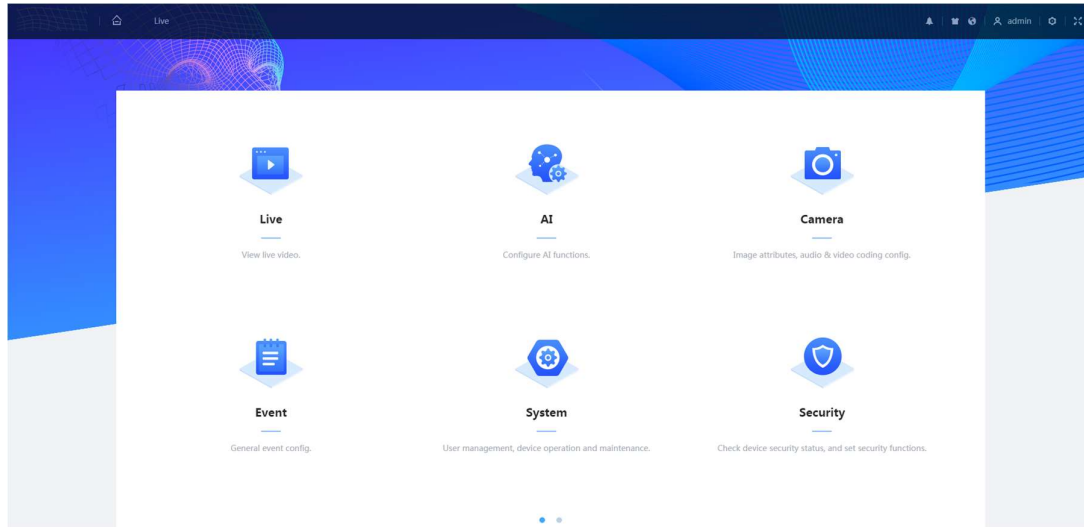 Live
admin
Live
AI
Camera
View live video.
Configure AI functions.
Image attributes, audio & video coding config.
Event
System
Security
General event config.
User management, device operation and maintenance.
Check device security status, and set security functions.